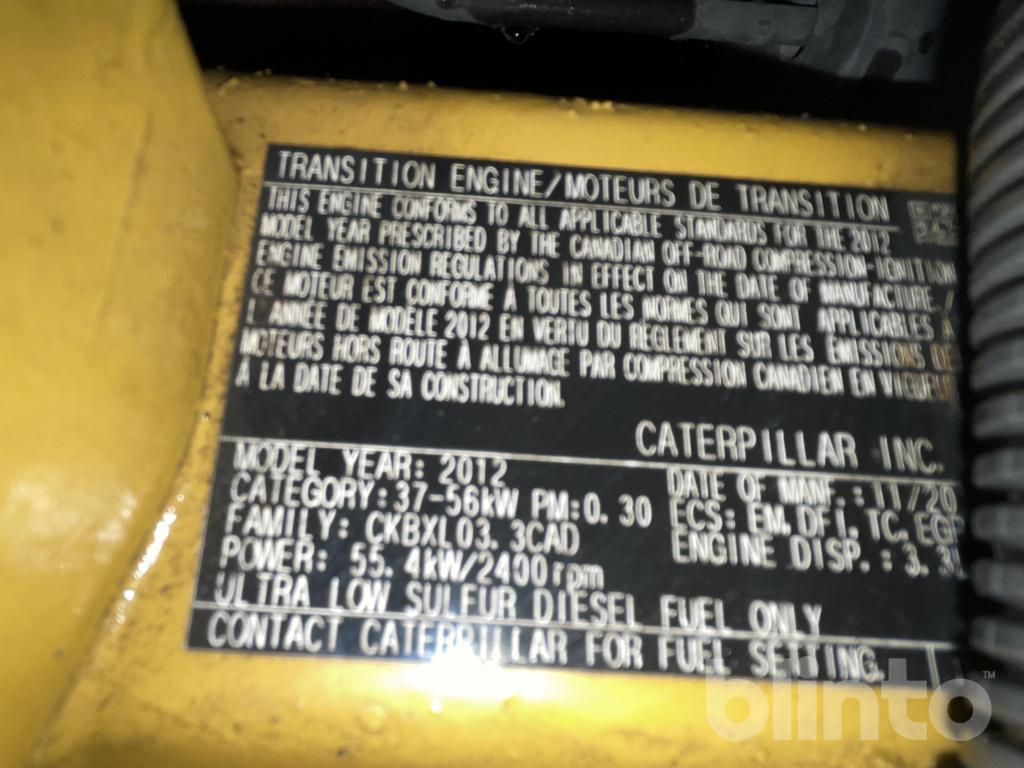 TRANSITION ENGINE/MOTEURS DE TRANSITION
THIS ENGINE CONFORMS TO ALL APPLICABLE STANDARDS FOR THE 2012
MODEL YEAR PRESCRIBED BY THE CANADIAN OFF-ROAD COMPRESSION-IGNITION
ENGINE EMISSION REGULATIONS IN EFFECT ON THE DATE OF MANUFACTURE./
CE MOTEUR EST CONFORME À TOUTES LES NORMES QUI SONT APPLICABLES À
L'ANNÉE DE MODÈLE 2012 EN VERTU DU RÈGLEMENT SUR LES ÉMISSIONS DE
MOTEURS HORS ROUTE À ALLUMAGE PAR COMPRESSION CANADIEN EN VIGUEUR
À LA DATE DE SA CONSTRUCTION.
CATERPILLAR INC.
MODEL YEAR: 2012 DATE OF MANF.: 11/20
CATEGORY: 37-56kW PM:0.30 ECS: EM, DFI, TC, EGR
FAMILY: CKBXL03.3CAD ENGINE DISP.: 3.3
POWER: 55.4kW/2400rpm
ULTRA LOW SULFUR DIESEL FUEL ONLY
CONTACT CATERPILLAR FOR FUEL SETTING.
blinto™